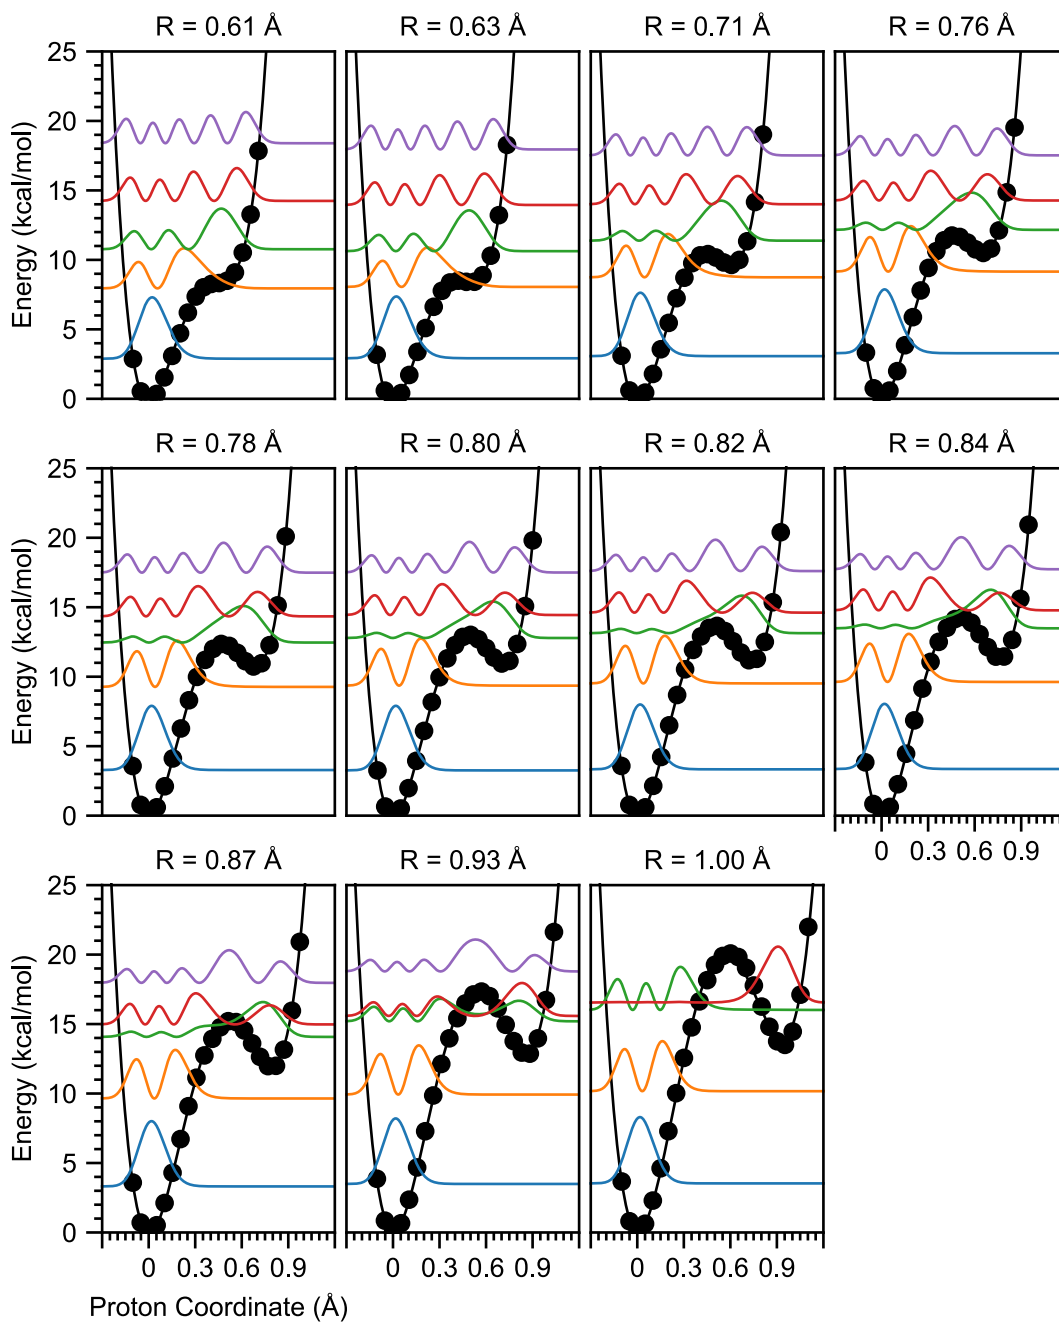 R = 0.61 Å R = 0.63 Å R = 0.71 Å R = 0.76 Å
25
20
15
10
5
0
Energy (kcal/mol)
R = 0.78 Å R = 0.80 Å R = 0.82 Å R = 0.84 Å
25
20
15
10
5
0
Energy (kcal/mol)
0 0.3 0.6 0.9
R = 0.87 Å R = 0.93 Å R = 1.00 Å
25
20
15
10
5
0
Energy (kcal/mol)
0 0.3 0.6 0.9 0 0.3 0.6 0.9 0 0.3 0.6 0.9
Proton Coordinate (Å)